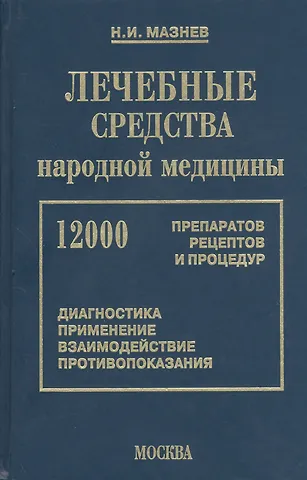 Н.И. МАЗНЕВ
ЛЕЧЕБНЫЕ
СРЕДСТВА
народной медицины
12000
ПРЕПАРАТОВ
РЕЦЕПТОВ
И ПРОЦЕДУР
ДИАГНОСТИКА
ПРИМЕНЕНИЕ
ВЗАИМОДЕЙСТВИЕ
ПРОТИВОПОКАЗАНИЯ
МОСКВА